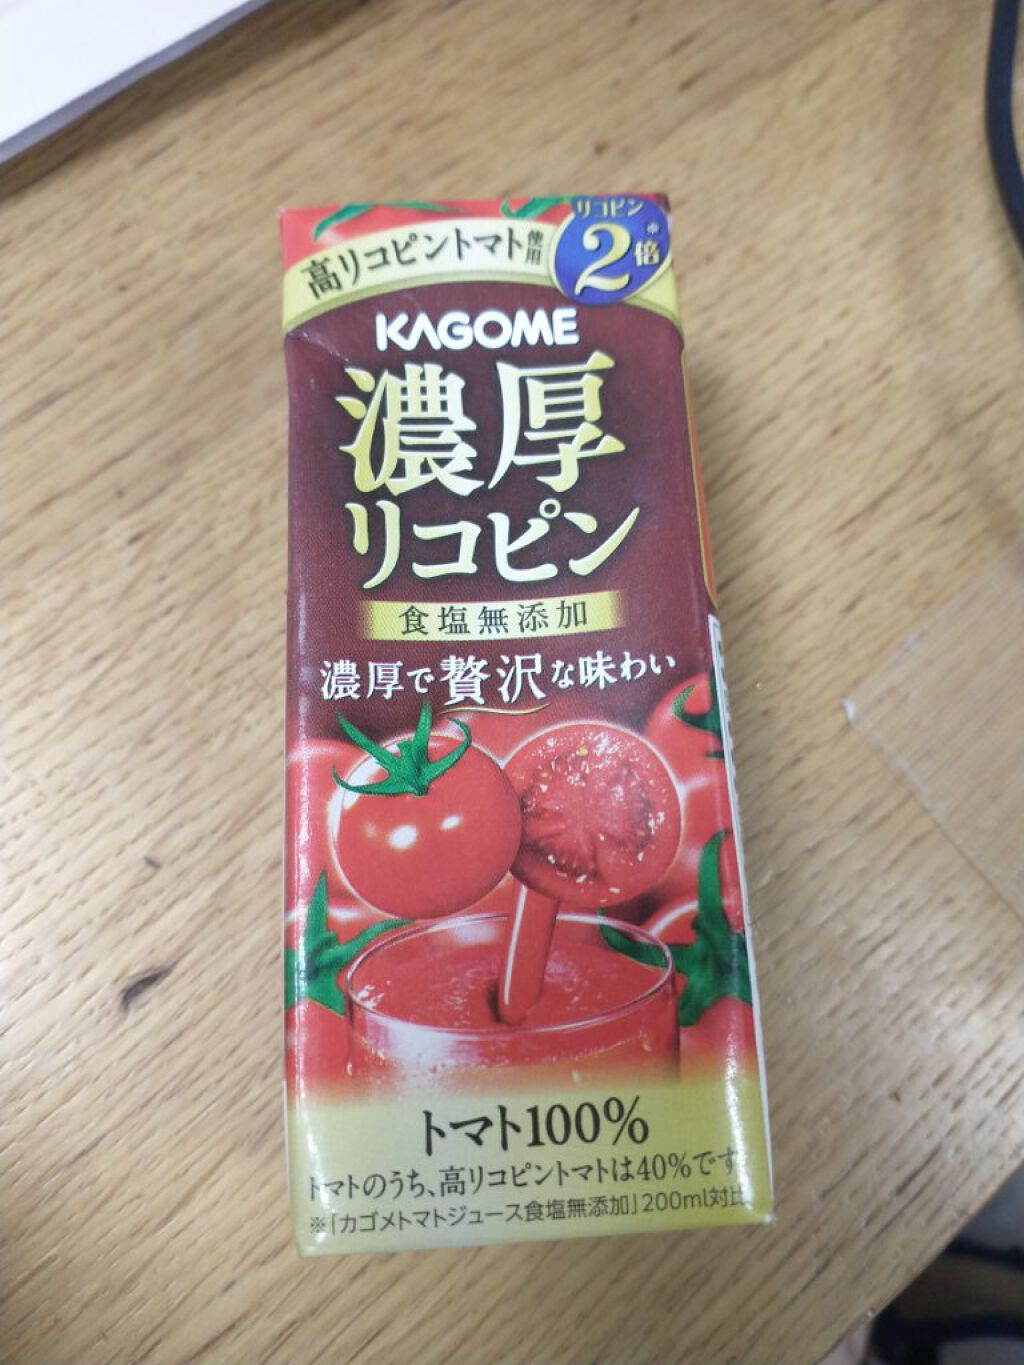 リコピン
2※倍
高リコピントマト使用
KAGOME
濃厚
リコピン
食塩無添加
濃厚で贅沢な味わい
トマト100%
トマトのうち、高リコピントマトは40%です
※「カゴメトマトジュース食塩無添加」200ml対比